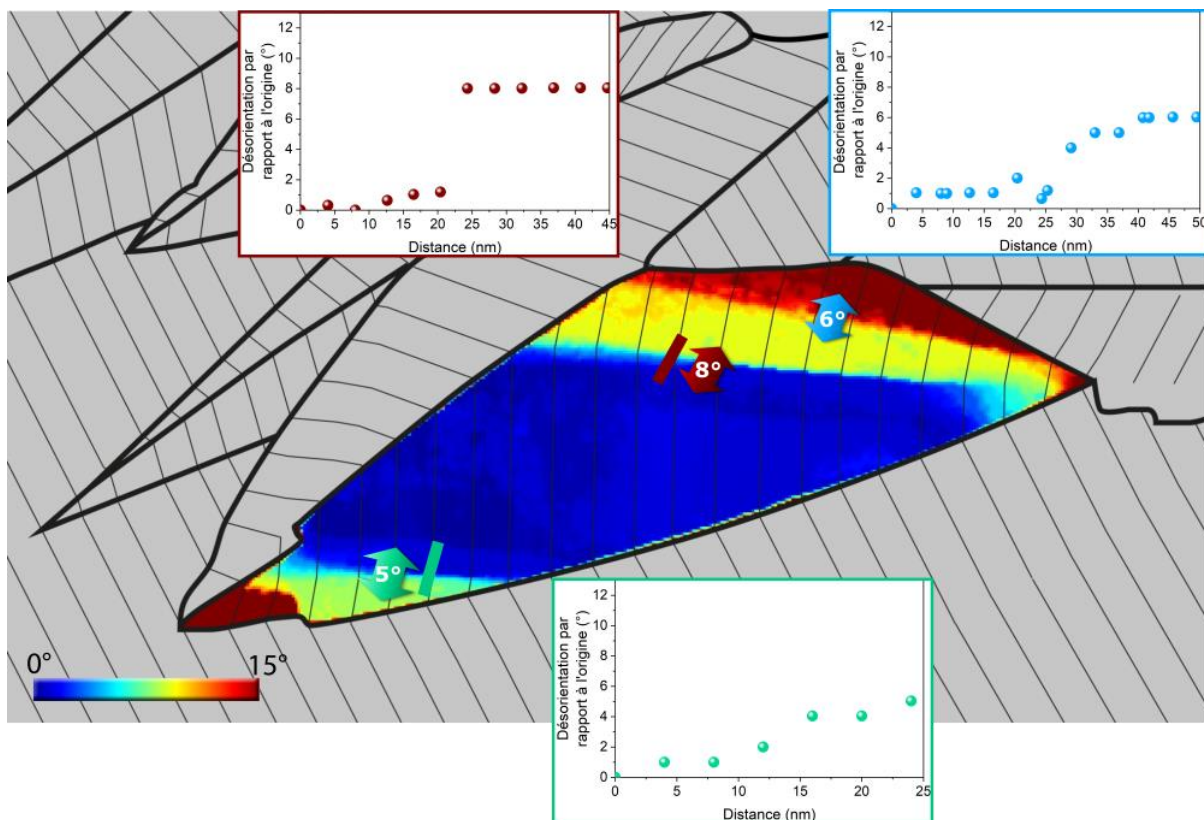 Désorientation par
rapport à l'origine (°)
12
10
8
6
4
2
0
0 5 10 15 20 25 30 35 40 45
Distance (nm)
Désorientation par
rapport à l'origine (°)
12
10
8
6
4
2
0
0 5 10 15 20 25 30 35 40 45 50
Distance (nm)
6°
8°
5°
0° 15°
Désorientation par
rapport à l'origine (°)
12
10
8
6
4
2
0
0 5 10 15 20 25
Distance (nm)